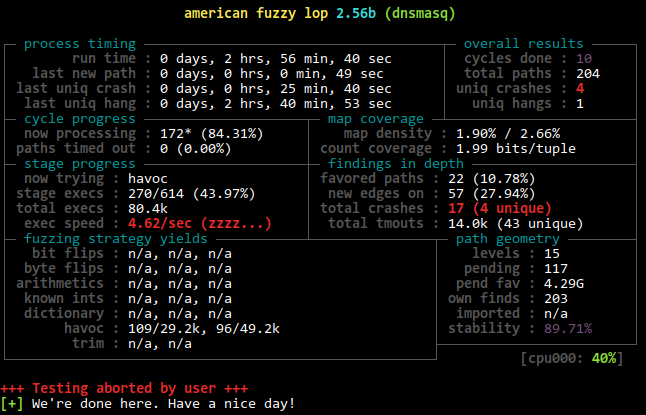 american fuzzy lop 2.56b (dnsmasq)
process timing overall results
run time : 0 days, 2 hrs, 56 min, 40 sec cycles done : 10
last new path : 0 days, 0 hrs, 0 min, 49 sec total paths : 204
last uniq crash : 0 days, 0 hrs, 25 min, 40 sec uniq crashes : 4
last uniq hang : 0 days, 2 hrs, 40 min, 53 sec uniq hangs : 1
cycle progress map coverage
now processing : 172* (84.31%) map density : 1.90% / 2.66%
paths timed out : 0 (0.00%) count coverage : 1.99 bits/tuple
stage progress findings in depth
now trying : havoc favored paths : 22 (10.78%)
stage execs : 270/614 (43.97%) new edges on : 57 (27.94%)
total execs : 80.4k total crashes : 17 (4 unique)
exec speed : 4.62/sec (zzzz...) total tmouts : 14.0k (43 unique)
fuzzing strategy yields path geometry
bit flips : n/a, n/a, n/a levels : 15
byte flips : n/a, n/a, n/a pending : 117
arithmetics : n/a, n/a, n/a pend fav : 4.29G
known ints : n/a, n/a, n/a own finds : 203
dictionary : n/a, n/a, n/a imported : n/a
havoc : 109/29.2k, 96/49.2k stability : 89.71%
trim : n/a, n/a
[cpu000: 40%]
+++ Testing aborted by user +++
[+] We're done here. Have a nice day!